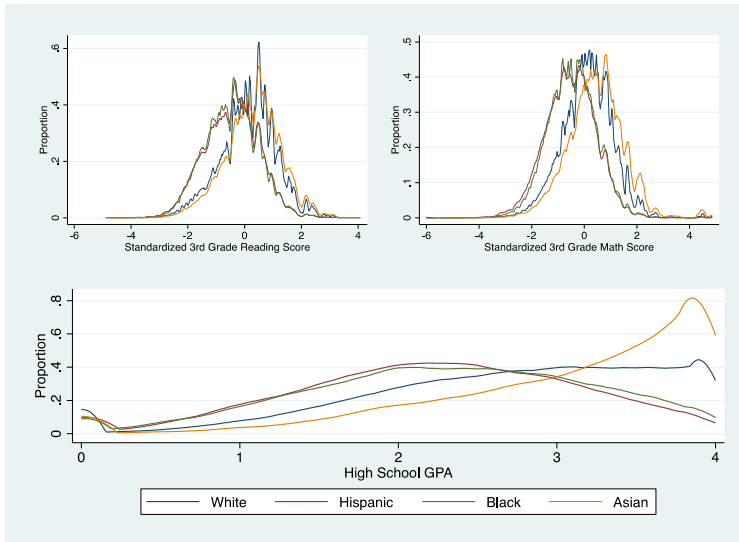 Proportion
0 .2 .4 .6
-6 -4 -2 0 2 4
Standardized 3rd Grade Reading Score
Proportion
0 .1 .2 .3 .4 .5
-6 -4 -2 0 2 4
Standardized 3rd Grade Math Score
Proportion
0 .2 .4 .6 .8
0 1 2 3 4
High School GPA
White Hispanic Black Asian